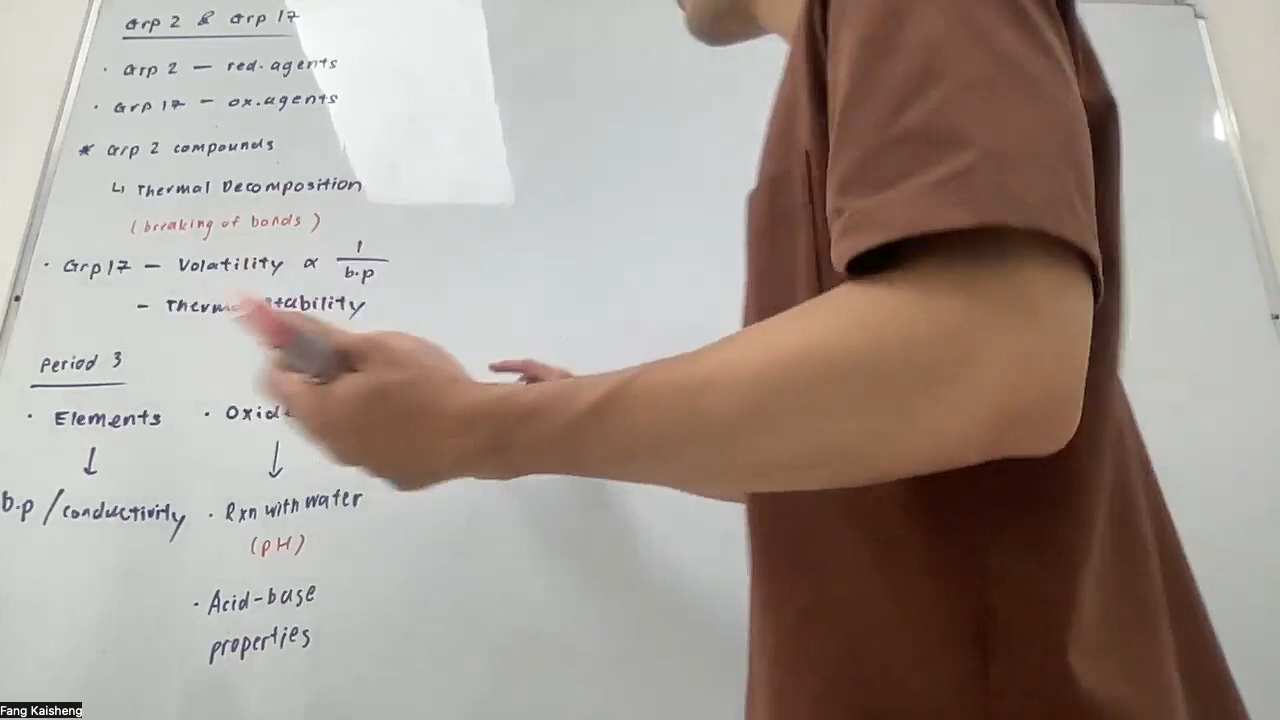 Grp 2 & Grp 17
· Grp 2 — red. agents
· Grp 17 — ox. agents
* Grp 2 compounds
↳ Thermal Decomposition
(breaking of bonds)
· Grp 17 — Volatility ∝ 1/b.p
- stability
Period 3
· Elements
· 
↓ ↓
b.p / conductivity
· Rxn with water
(pH)
· Acid-base
properties
Fang Kaisheng